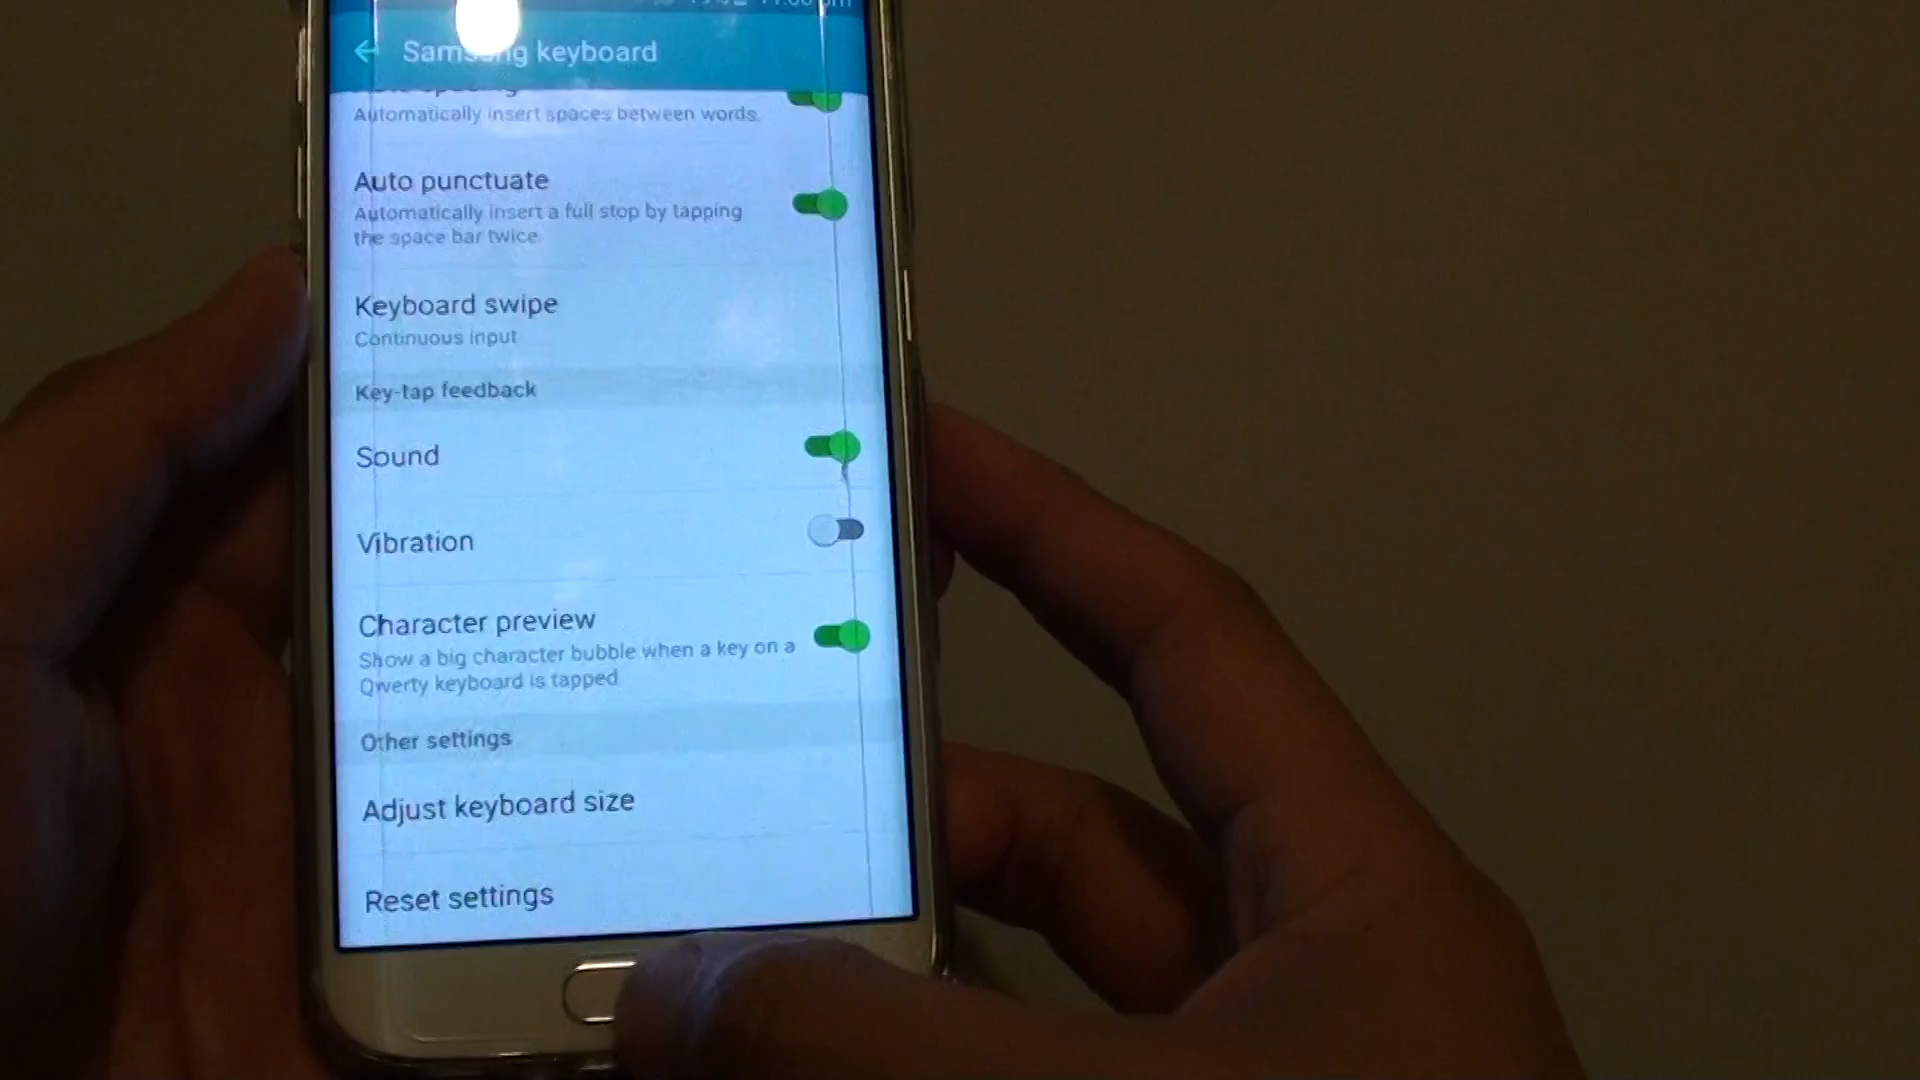 Samsung keyboard
Automatically insert spaces between words.
Auto punctuate
Automatically insert a full stop by tapping
the space bar twice.
Keyboard swipe
Continuous input
Key-tap feedback
Sound
Vibration
Character preview
Show a big character bubble when a key on a
Qwerty keyboard is tapped.
Other settings
Adjust keyboard size
Reset settings